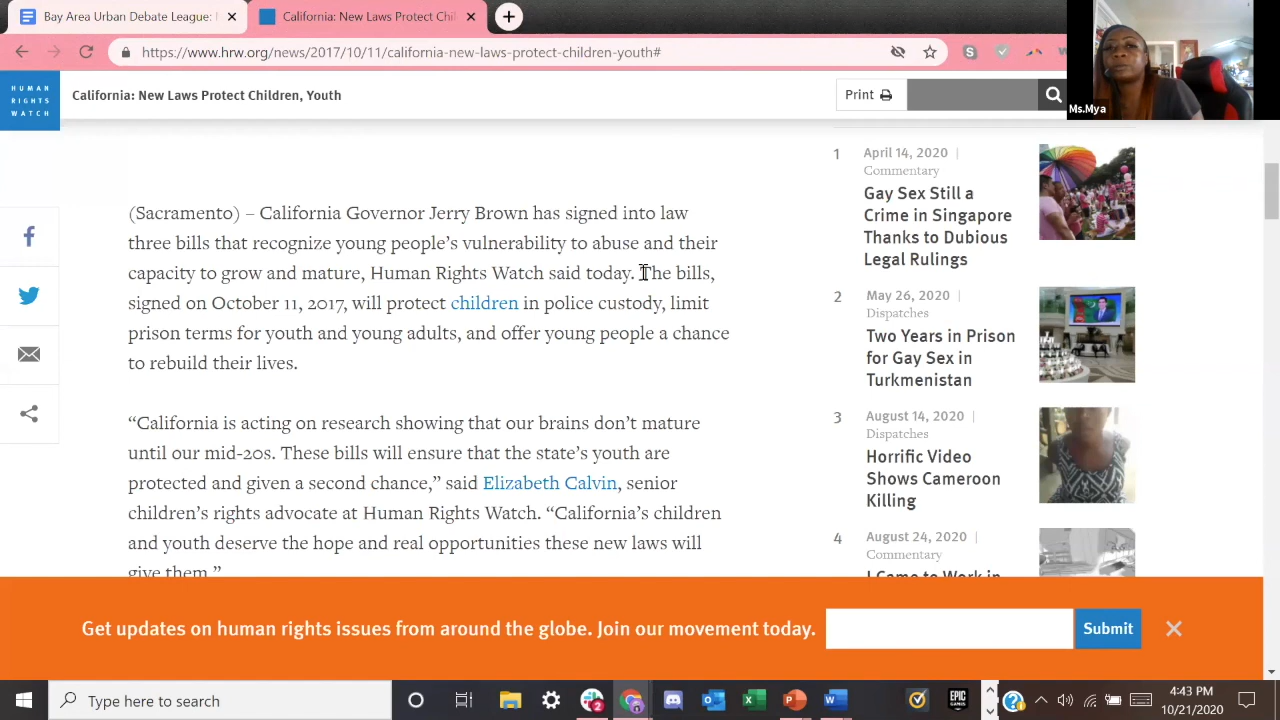 Bay Area Urban Debate League:
California: New Laws Protect Children
https://www.hrw.org/news/2017/10/11/california-new-laws-protect-children-youth#
Ms.Mya
HUMAN
RIGHTS
WATCH
California: New Laws Protect Children, Youth
Print
(Sacramento) – California Governor Jerry Brown has signed into law
three bills that recognize young people’s vulnerability to abuse and their
capacity to grow and mature, Human Rights Watch said today. The bills,
signed on October 11, 2017, will protect children in police custody, limit
prison terms for youth and young adults, and offer young people a chance
to rebuild their lives.
“California is acting on research showing that our brains don’t mature
until our mid-20s. These bills will ensure that the state’s youth are
protected and given a second chance,” said Elizabeth Calvin, senior
children’s rights advocate at Human Rights Watch. “California’s children
and youth deserve the hope and real opportunities these new laws will
give them.”
1
April 14, 2020 |
Commentary
Gay Sex Still a
Crime in Singapore
Thanks to Dubious
Legal Rulings
2
May 26, 2020 |
Dispatches
Two Years in Prison
for Gay Sex in
Turkmenistan
3
August 14, 2020 |
Dispatches
Horrific Video
Shows Cameroon
Killing
4
August 24, 2020 |
Commentary
I Came to Work in
Get updates on human rights issues from around the globe. Join our movement today.
Submit
Type here to search
EPIC
GAMES
4:43 PM
10/21/2020